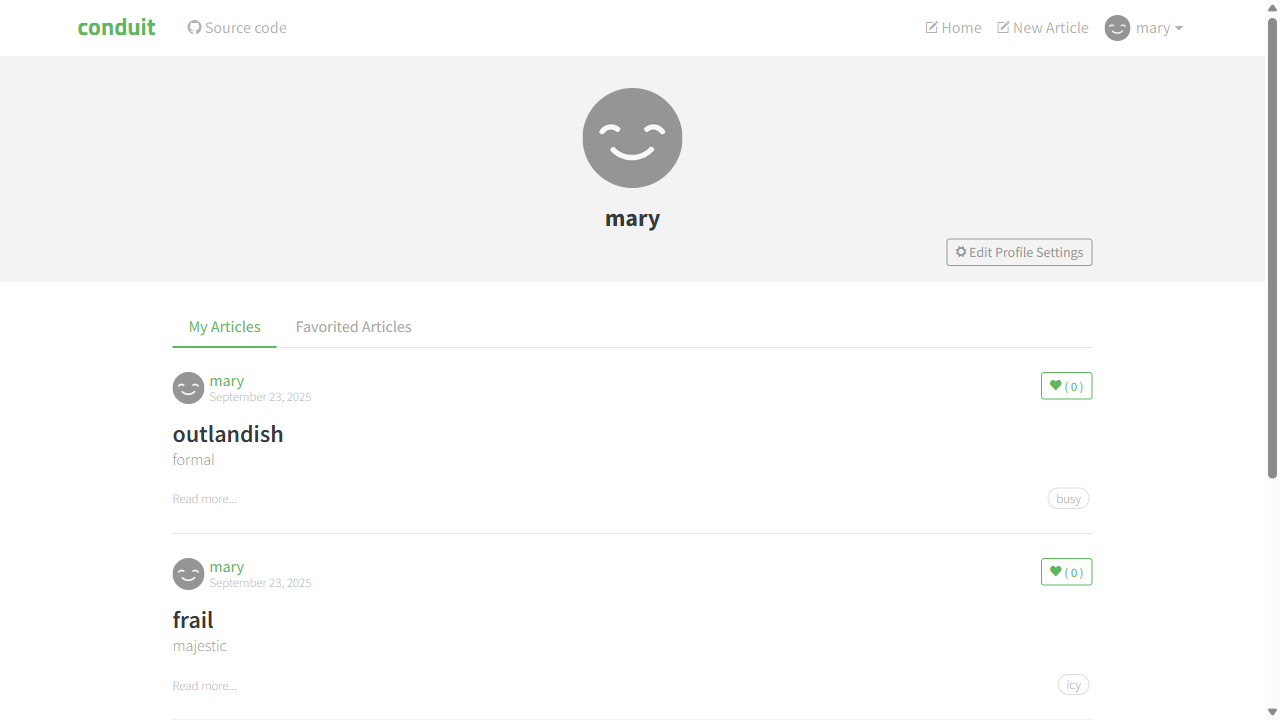 conduit
Source code
Home
New Article
mary
mary
Edit Profile Settings
My Articles
Favorited Articles
mary
September 23, 2025
( 0 )
outlandish
formal
Read more...
busy
mary
September 23, 2025
( 0 )
frail
majestic
Read more...
icy